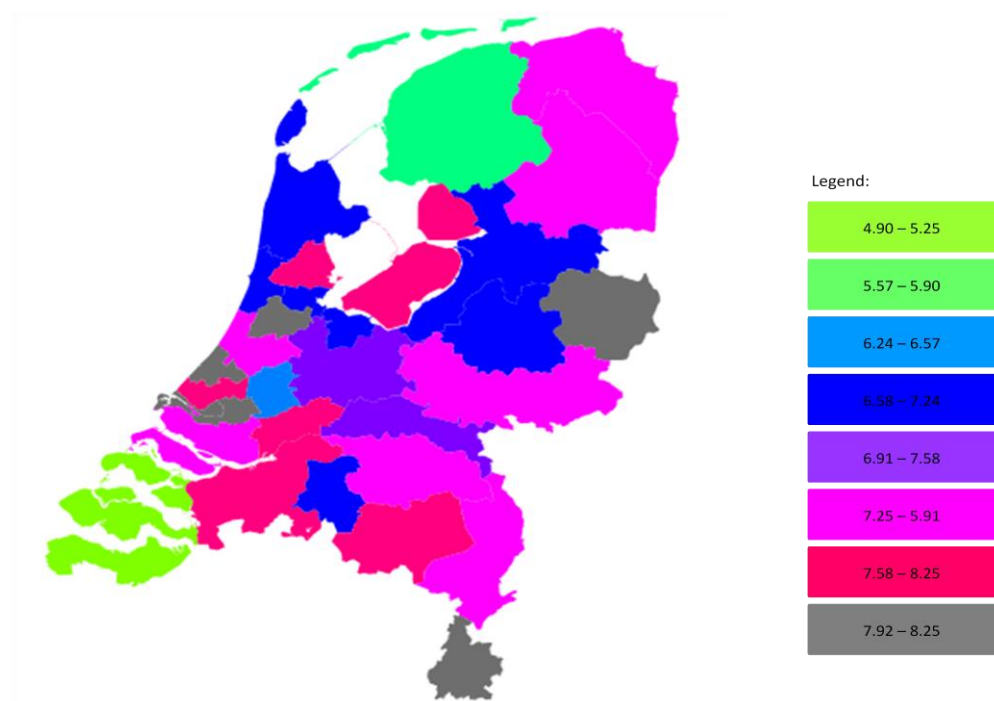 Legend:
4.90 – 5.25
5.57 – 5.90
6.24 – 6.57
6.58 – 7.24
6.91 – 7.58
7.25 – 5.91
7.58 – 8.25
7.92 – 8.25